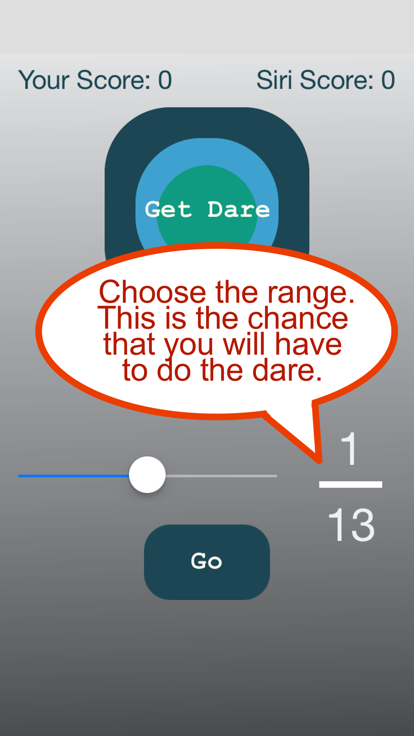 Your Score: 0 Siri Score: 0
Get Dare
Choose the range.
This is the chance
that you will have
to do the dare.
1
13
Go